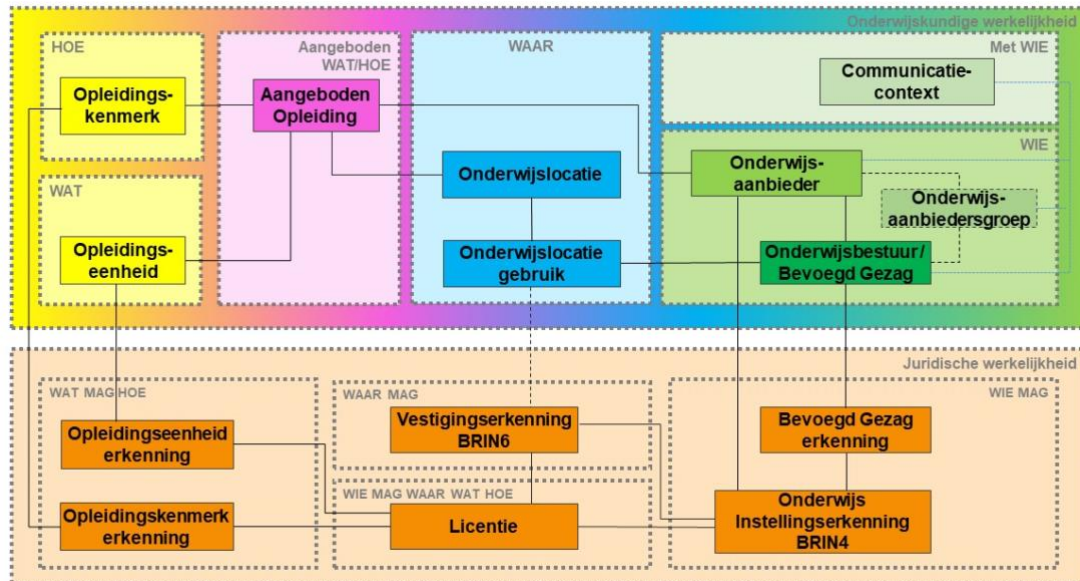 Onderwijskundige werkelijkheid
HOE
Opleidings-
kenmerk
WAT
Opleidings-
eenheid
Aangeboden
WAT/HOE
Aangeboden
Opleiding
WAAR
Onderwijslocatie
Onderwijslocatie
gebruik
Met WIE
Communicatie-
context
WIE
Onderwijs-
aanbieder
Onderwijs-
aanbiedersgroep
Onderwijsbestuur/
Bevoegd Gezag
Juridische werkelijkheid
WAT MAG HOE
Opleidingseenheid
erkenning
Opleidingskenmerk
erkenning
WAAR MAG
Vestigingserkenning
BRIN6
WIE MAG WAAR WAT HOE
Licentie
WIE MAG
Bevoegd Gezag
erkenning
Onderwijs
Instellingserkenning
BRIN4